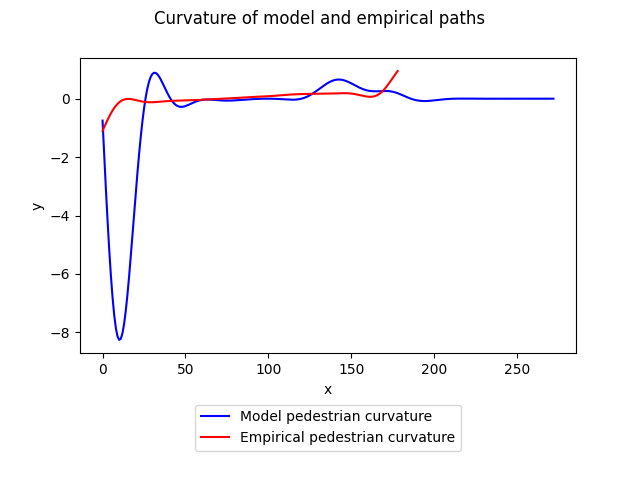 Curvature of model and empirical paths
0
−2
−4
−6
−8
y
0 50 100 150 200 250
x
Model pedestrian curvature
Empirical pedestrian curvature